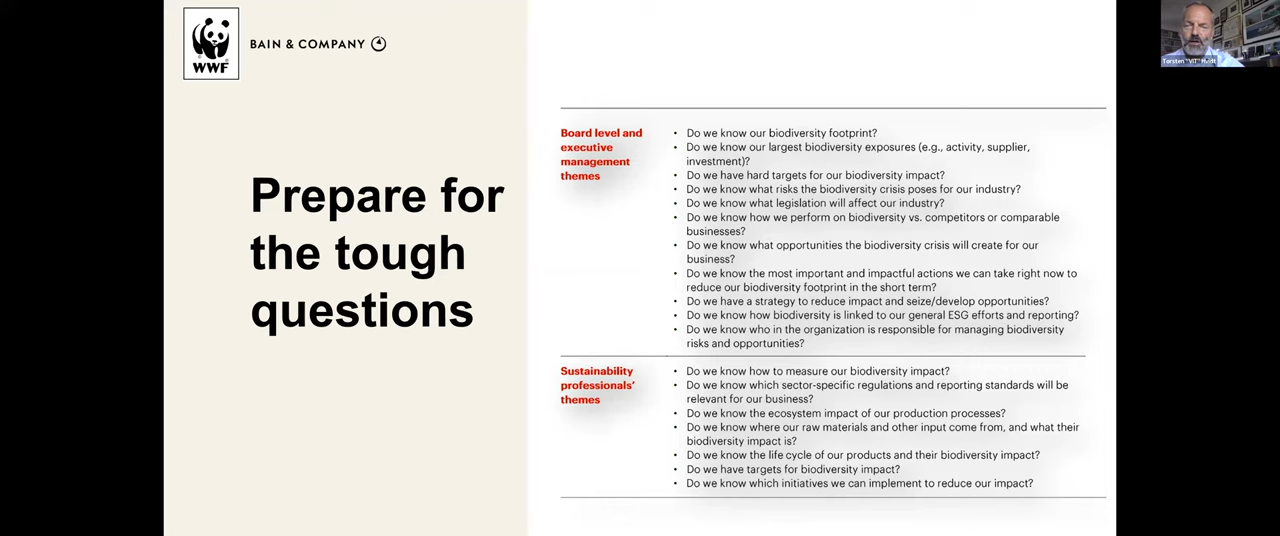 WWF
BAIN & COMPANY
Prepare for
the tough
questions
Board level and
executive
management
themes
• Do we know our biodiversity footprint?
• Do we know our largest biodiversity exposures (e.g., activity, supplier,
investment)?
• Do we have hard targets for our biodiversity impact?
• Do we know what risks the biodiversity crisis poses for our industry?
• Do we know what legislation will affect our industry?
• Do we know how we perform on biodiversity vs. competitors or comparable
businesses?
• Do we know what opportunities the biodiversity crisis will create for our
business?
• Do we know the most important and impactful actions we can take right now to
reduce our biodiversity footprint in the short term?
• Do we have a strategy to reduce impact and seize/develop opportunities?
• Do we know how biodiversity is linked to our general ESG efforts and reporting?
• Do we know who in the organization is responsible for managing biodiversity
risks and opportunities?
Sustainability
professionals’
themes
• Do we know how to measure our biodiversity impact?
• Do we know which sector-specific regulations and reporting standards will be
relevant for our business?
• Do we know the ecosystem impact of our production processes?
• Do we know where our raw materials and other input come from, and what their
biodiversity impact is?
• Do we know the life cycle of our products and their biodiversity impact?
• Do we have targets for biodiversity impact?
• Do we know which initiatives we can implement to reduce our impact?
Torsten "VIT" Hvidt